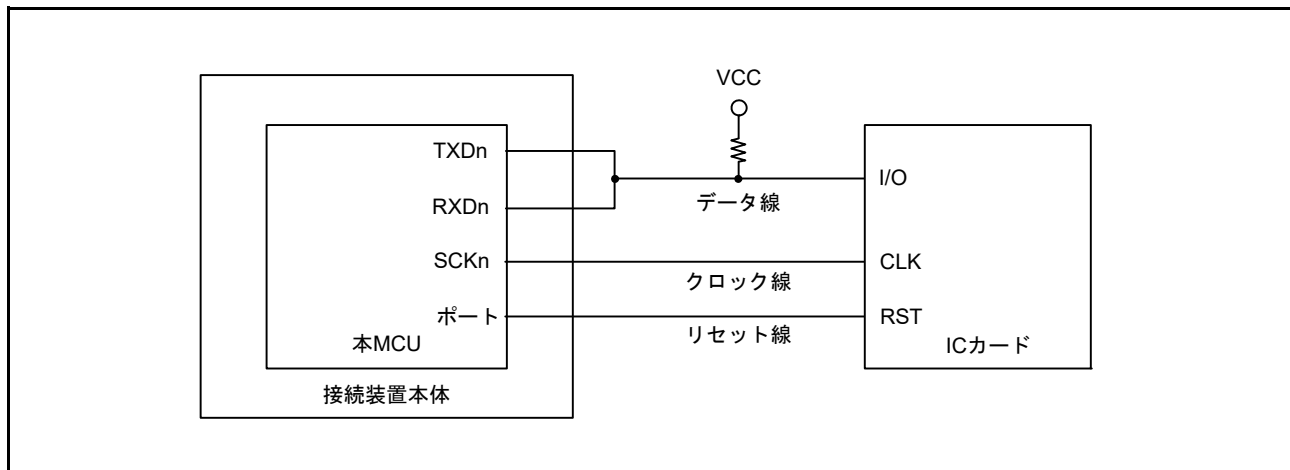 VCC
TXDn
I/O
データ線
RXDn
SCKn
CLK
クロック線
ポート
RST
リセット線
本MCU
ICカード
接続装置本体